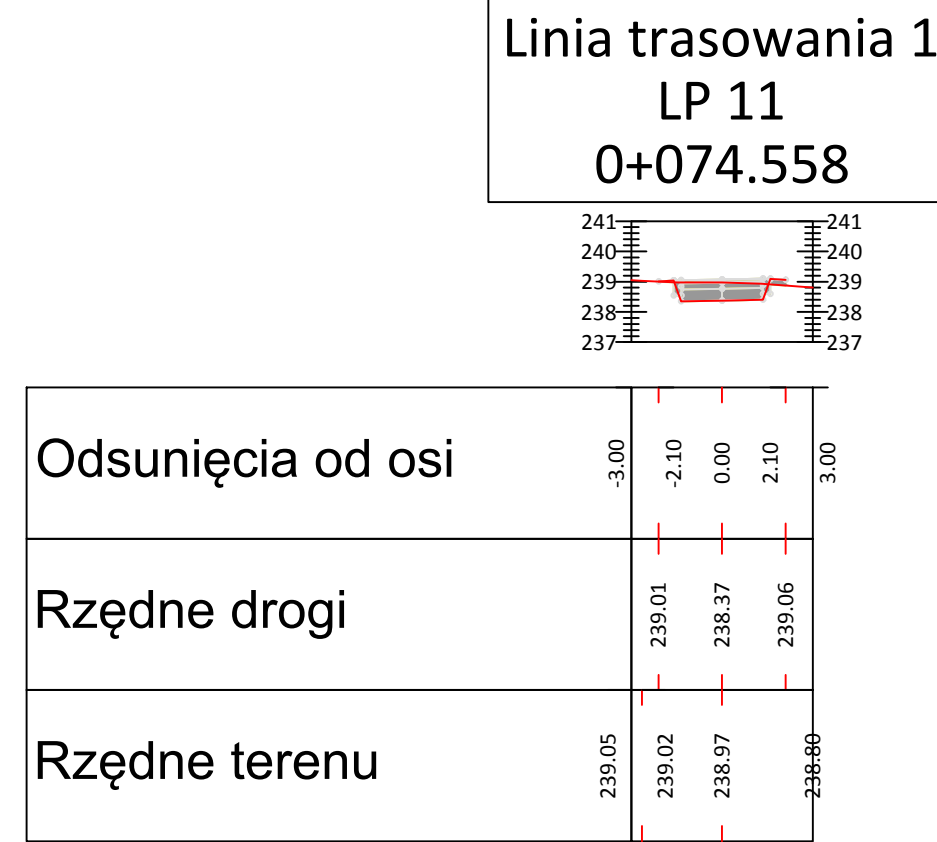 Linia trasowania 1
LP 11
0+074.558
241 241
240 240
239 239
238 238
237 237
Odsunięcia od osi -3.00 -2.10 0.00 2.10 3.00
Rzędne drogi 239.01 238.37 239.06
Rzędne terenu 239.05 239.02 238.97 238.80